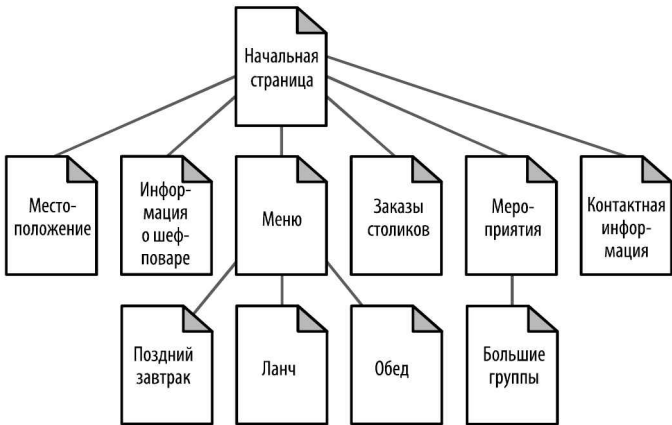 Начальная
страница
Место-
положение
Инфор-
мация
о шеф-
поваре
Меню
Заказы
столиков
Меро-
приятия
Контактная
инфор-
мация
Поздний
завтрак
Ланч
Обед
Большие
группы